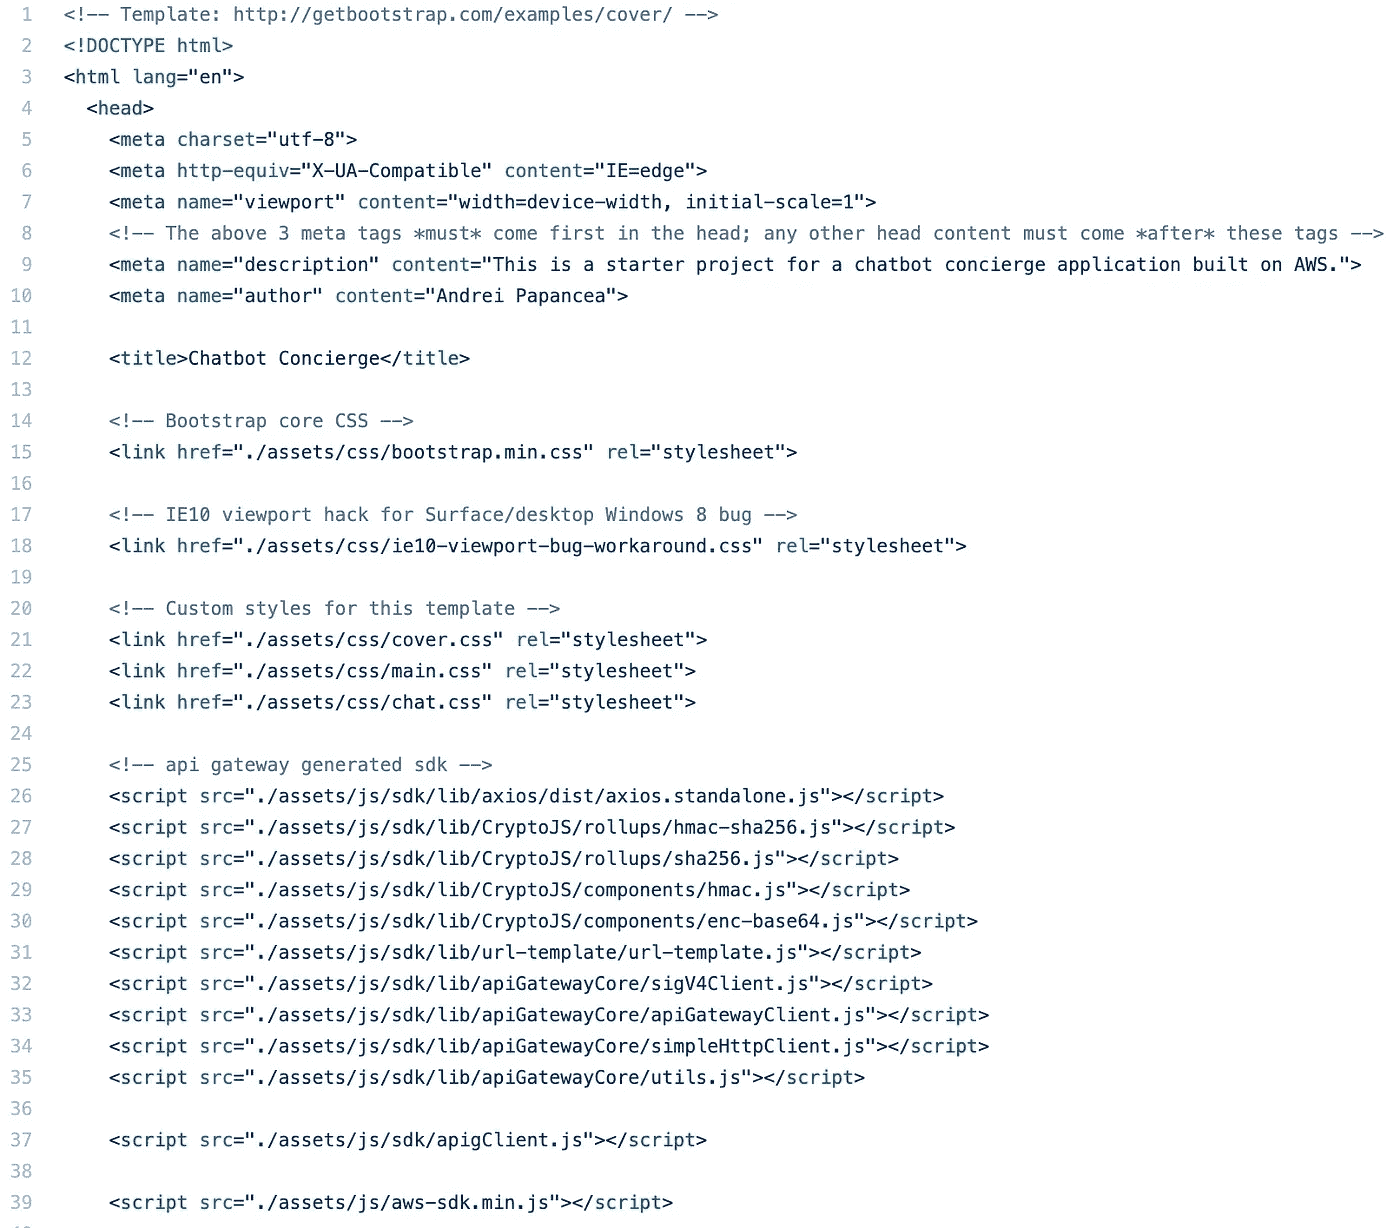 1 <!-- Template: http://getbootstrap.com/examples/cover/ -->
2 <!DOCTYPE html>
3 <html lang="en">
4 <head>
5 <meta charset="utf-8">
6 <meta http-equiv="X-UA-Compatible" content="IE=edge">
7 <meta name="viewport" content="width=device-width, initial-scale=1">
8 <!-- The above 3 meta tags *must* come first in the head; any other head content must come *after* these tags -->
9 <meta name="description" content="This is a starter project for a chatbot concierge application built on AWS.">
10 <meta name="author" content="Andrei Papancea">
11
12 <title>Chatbot Concierge</title>
13
14 <!-- Bootstrap core CSS -->
15 <link href="./assets/css/bootstrap.min.css" rel="stylesheet">
16
17 <!-- IE10 viewport hack for Surface/desktop Windows 8 bug -->
18 <link href="./assets/css/ie10-viewport-bug-workaround.css" rel="stylesheet">
19
20 <!-- Custom styles for this template -->
21 <link href="./assets/css/cover.css" rel="stylesheet">
22 <link href="./assets/css/main.css" rel="stylesheet">
23 <link href="./assets/css/chat.css" rel="stylesheet">
24
25 <!-- api gateway generated sdk -->
26 <script src="./assets/js/sdk/lib/axios/dist/axios.standalone.js"></script>
27 <script src="./assets/js/sdk/lib/CryptoJS/rollups/hmac-sha256.js"></script>
28 <script src="./assets/js/sdk/lib/CryptoJS/rollups/sha256.js"></script>
29 <script src="./assets/js/sdk/lib/CryptoJS/components/hmac.js"></script>
30 <script src="./assets/js/sdk/lib/CryptoJS/components/enc-base64.js"></script>
31 <script src="./assets/js/sdk/lib/url-template/url-template.js"></script>
32 <script src="./assets/js/sdk/lib/apiGatewayCore/sigV4Client.js"></script>
33 <script src="./assets/js/sdk/lib/apiGatewayCore/apiGatewayClient.js"></script>
34 <script src="./assets/js/sdk/lib/apiGatewayCore/simpleHttpClient.js"></script>
35 <script src="./assets/js/sdk/lib/apiGatewayCore/utils.js"></script>
36
37 <script src="./assets/js/sdk/apigClient.js"></script>
38
39 <script src="./assets/js/aws-sdk.min.js"></script>